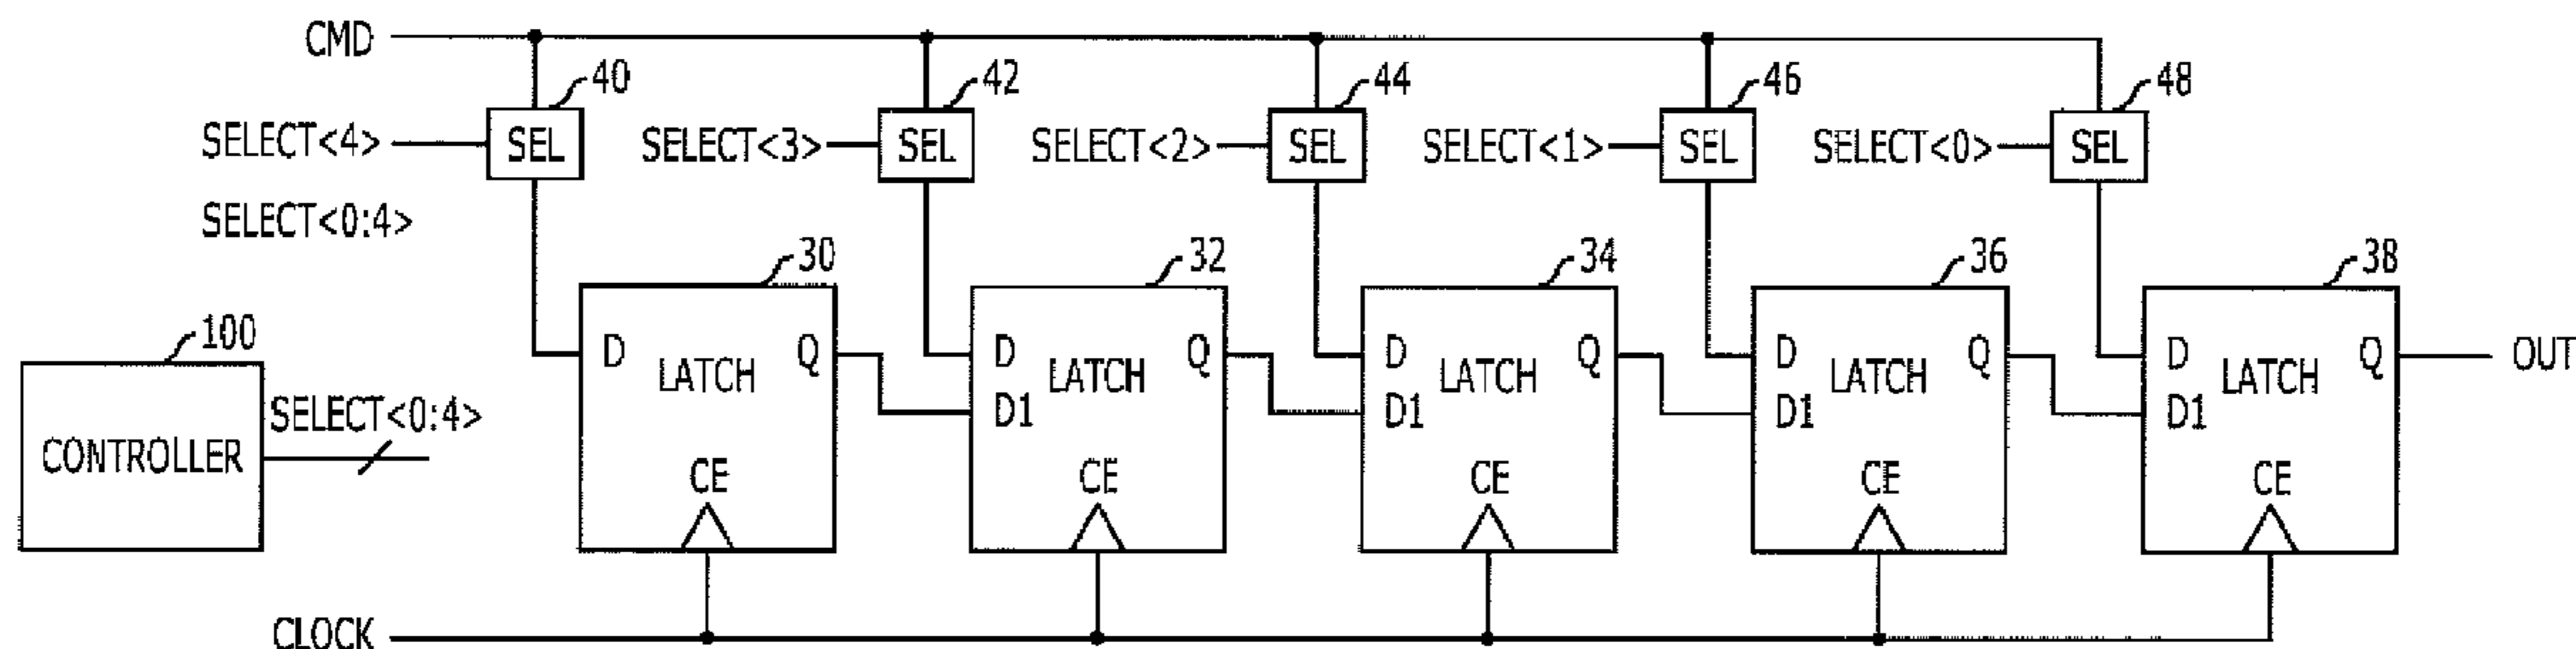 CMD
40
42
44
46
48
SELECT<4>
SEL
SELECT<3>
SEL
SELECT<2>
SEL
SELECT<1>
SEL
SELECT<0>
SEL
SELECT<0:4>
30
32
34
36
38
100
CONTROLLER
SELECT<0:4>
D
LATCH
Q
CE
D
D1
LATCH
Q
CE
D
D1
LATCH
Q
CE
D
D1
LATCH
Q
CE
D
D1
LATCH
Q
CE
OUT
CLOCK